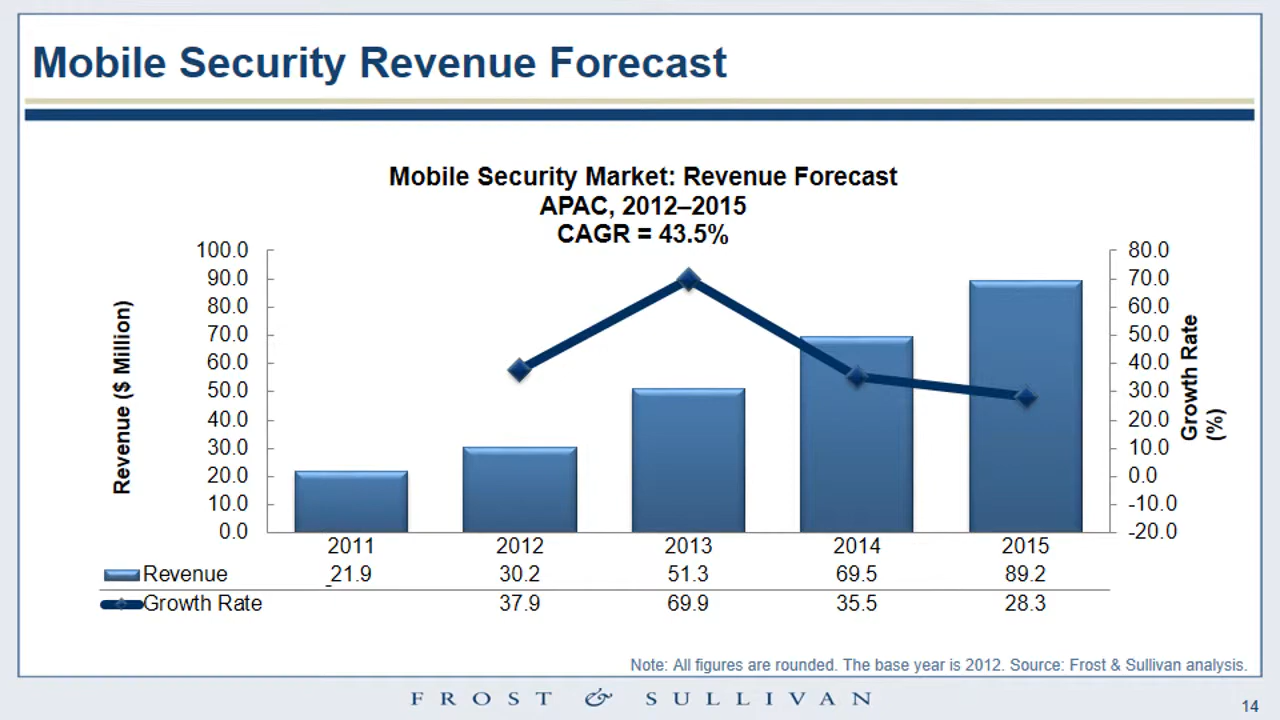 Mobile Security Revenue Forecast
Mobile Security Market: Revenue Forecast
APAC, 2012–2015
CAGR = 43.5%
100.0
90.0
80.0
70.0
60.0
50.0
40.0
30.0
20.0
10.0
0.0
Revenue ($ Million)
80.0
70.0
60.0
50.0
40.0
30.0
20.0
10.0
0.0
-10.0
-20.0
Growth Rate
(%)
2011 2012 2013 2014 2015
Revenue 21.9 30.2 51.3 69.5 89.2
Growth Rate - 37.9 69.9 35.5 28.3
Note: All figures are rounded. The base year is 2012. Source: Frost & Sullivan analysis.
FROST & SULLIVAN
14